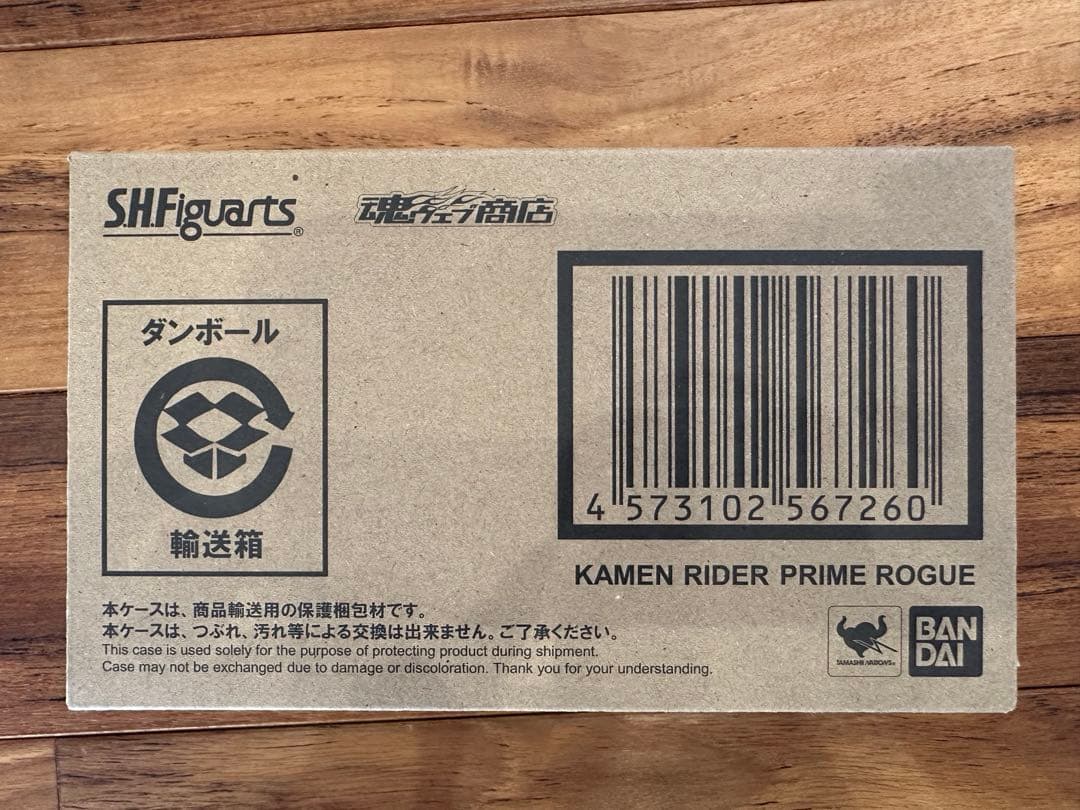 S.H.Figuarts®
魂ウェブ商店
ダンボール
輸送箱
4 573102 567260
KAMEN RIDER PRIME ROGUE
本ケースは、商品輸送用の保護梱包材です。
本ケースは、つぶれ、汚れ等による交換は出来ません。ご了承ください。
This case is used solely for the purpose of protecting product during shipment.
Case may not be exchanged due to damage or discoloration. Thank you for your understanding.
TAMASHII NATIONS®
BAN
DAI